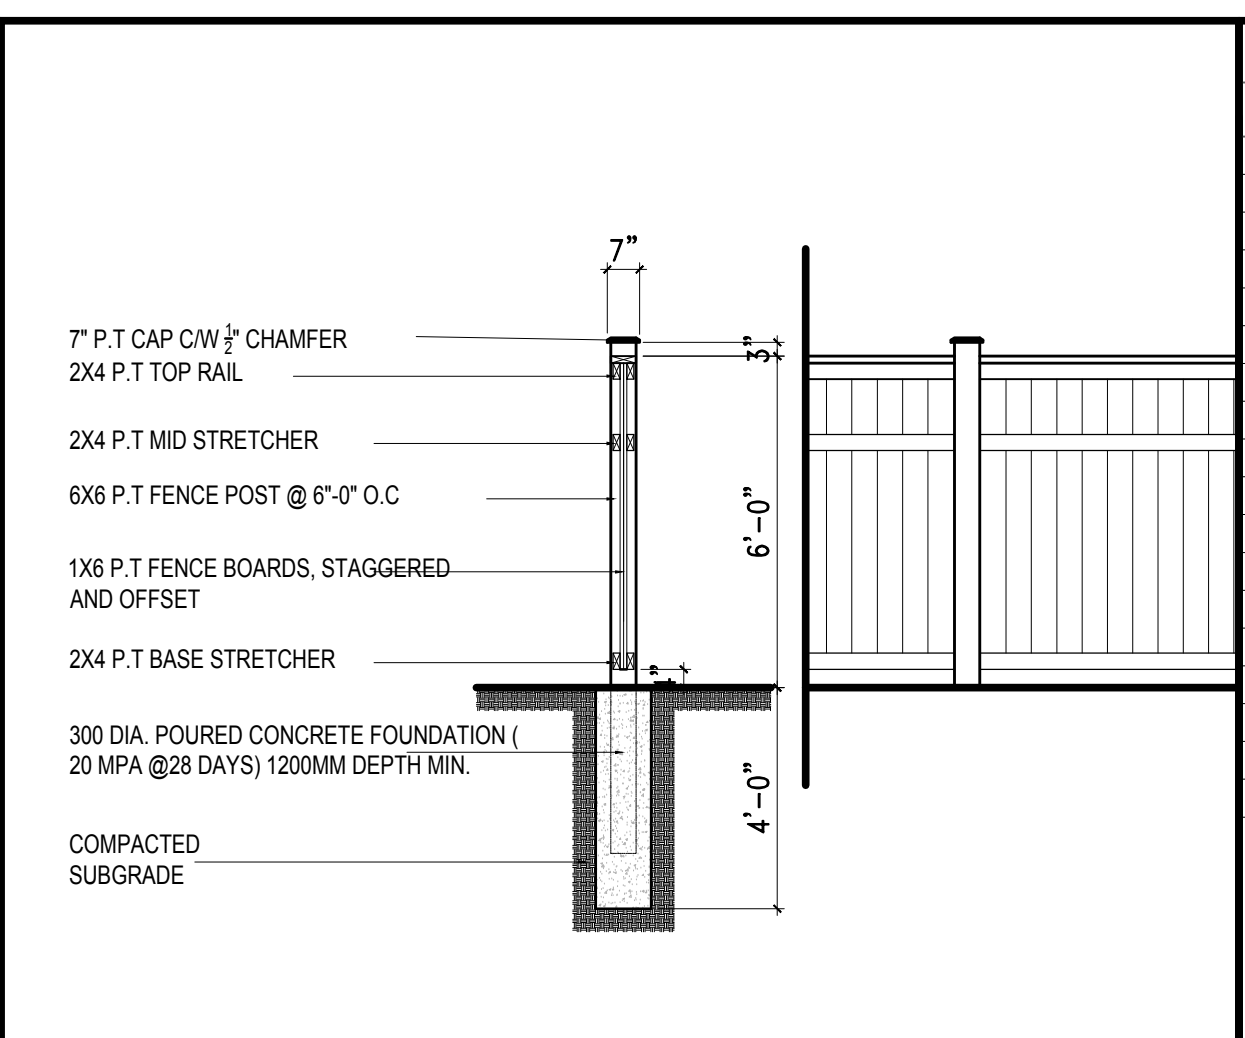 7”
7" P.T CAP C/W 1/2" CHAMFER
2X4 P.T TOP RAIL
3”
2X4 P.T MID STRETCHER
6X6 P.T FENCE POST @ 6"-0" O.C
6’-0”
1X6 P.T FENCE BOARDS, STAGGERED
AND OFFSET
2X4 P.T BASE STRETCHER
300 DIA. POURED CONCRETE FOUNDATION (
20 MPA @28 DAYS) 1200MM DEPTH MIN.
4’-0”
COMPACTED
SUBGRADE